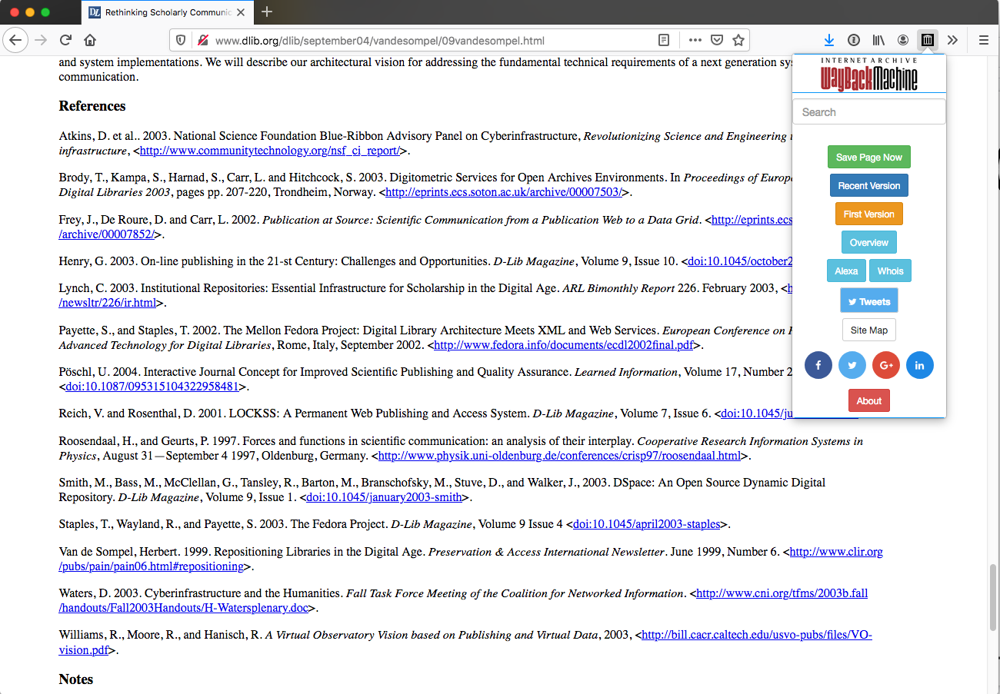 DL Rethinking Scholarly Communic
www.dlib.org/dlib/september04/vandesompel/09vandesompel.html
and system implementations. We will describe our architectural vision for addressing the fundamental technical requirements of a next generation
communication.
References
Atkins, D. et al.. 2003. National Science Foundation Blue-Ribbon Advisory Panel on Cyberinfrastructure, Revolutionizing Science and Engineering
infrastructure, <http://www.communitytechnology.org/nsf_ci_report/>.
Brody, T., Kampa, S., Harnad, S., Carr, L. and Hitchcock, S. 2003. Digitometric Services for Open Archives Environments. In Proceedings of Europe
Digital Libraries 2003, pages pp. 207-220, Trondheim, Norway. <http://eprints.ecs.soton.ac.uk/archive/00007503/>.
Frey, J., De Roure, D. and Carr, L. 2002. Publication at Source: Scientific Communication from a Publication Web to a Data Grid. <http://eprints.ecs
/archive/00007852/>.
Henry, G. 2003. On-line publishing in the 21-st Century: Challenges and Opportunities. D-Lib Magazine, Volume 9, Issue 10. <doi:10.1045/october2
Lynch, C. 2003. Institutional Repositories: Essential Infrastructure for Scholarship in the Digital Age. ARL Bimonthly Report 226. February 2003, <h
/newsltr/226/ir.html>.
Payette, S., and Staples, T. 2002. The Mellon Fedora Project: Digital Library Architecture Meets XML and Web Services. European Conference on
Advanced Technology for Digital Libraries, Rome, Italy, September 2002. <http://www.fedora.info/documents/ecdl2002final.pdf>.
Pöschl, U. 2004. Interactive Journal Concept for Improved Scientific Publishing and Quality Assurance. Learned Information, Volume 17, Number 2
<doi:10.1087/095315104322958481>.
Reich, V. and Rosenthal, D. 2001. LOCKSS: A Permanent Web Publishing and Access System. D-Lib Magazine, Volume 7, Issue 6. <doi:10.1045/ju
Roosendaal, H., and Geurts, P. 1997. Forces and functions in scientific communication: an analysis of their interplay. Cooperative Research Information Systems in
Physics, August 31—September 4 1997, Oldenburg, Germany. <http://www.physik.uni-oldenburg.de/conferences/crisp97/roosendaal.html>.
Smith, M., Bass, M., McClellan, G., Tansley, R., Barton, M., Branschofsky, M., Stuve, D., and Walker, J., 2003. DSpace: An Open Source Dynamic Digital
Repository. D-Lib Magazine, Volume 9, Issue 1. <doi:10.1045/january2003-smith>.
Staples, T., Wayland, R., and Payette, S. 2003. The Fedora Project. D-Lib Magazine, Volume 9 Issue 4 <doi:10.1045/april2003-staples>.
Van de Sompel, Herbert. 1999. Repositioning Libraries in the Digital Age. Preservation & Access International Newsletter. June 1999, Number 6. <http://www.clir.org
/pubs/pain/pain06.html#repositioning>.
Waters, D. 2003. Cyberinfrastructure and the Humanities. Fall Task Force Meeting of the Coalition for Networked Information. <http://www.cni.org/tfms/2003b.fall
/handouts/Fall2003Handouts/H-Watersplenary.doc>.
Williams, R., Moore, R., and Hanisch, R. A Virtual Observatory Vision based on Publishing and Virtual Data, 2003, <http://bill.cacr.caltech.edu/usvo-pubs/files/VO-
vision.pdf>.
Notes
INTERNET ARCHIVE
WayBackMachine
Search
Save Page Now
Recent Version
First Version
Overview
Alexa Whois
Tweets
Site Map
f G+ in
About